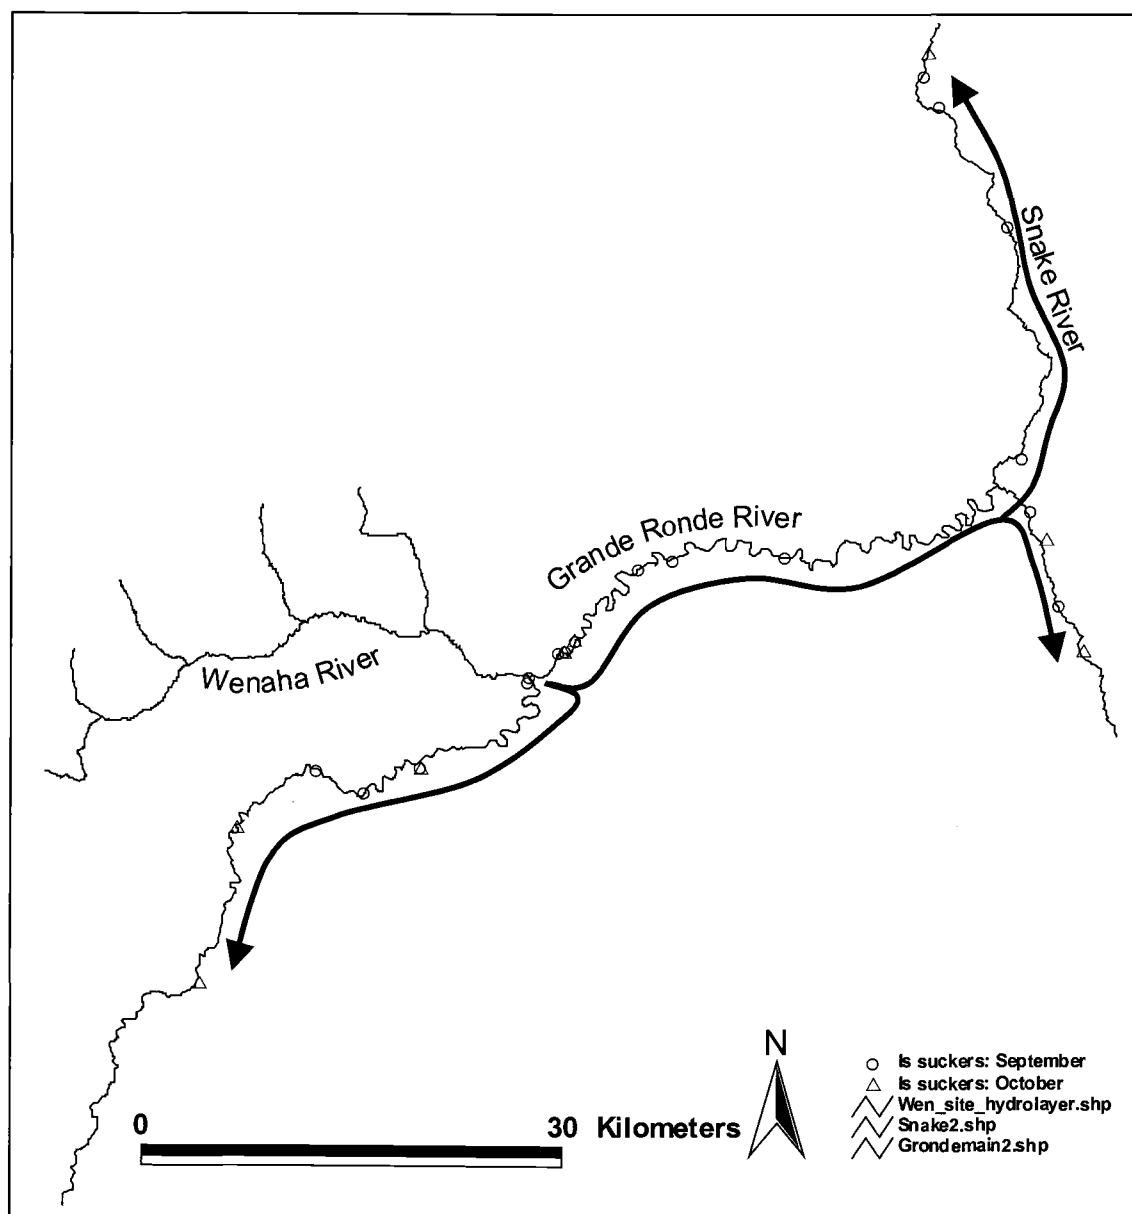 Snake River
Grande Ronde River
Wenaha River
N
0
30 Kilometers
ls suckers: September
ls suckers: October
Wen_site_hydrolayer.shp
Snake2.shp
Grondemain2.shp